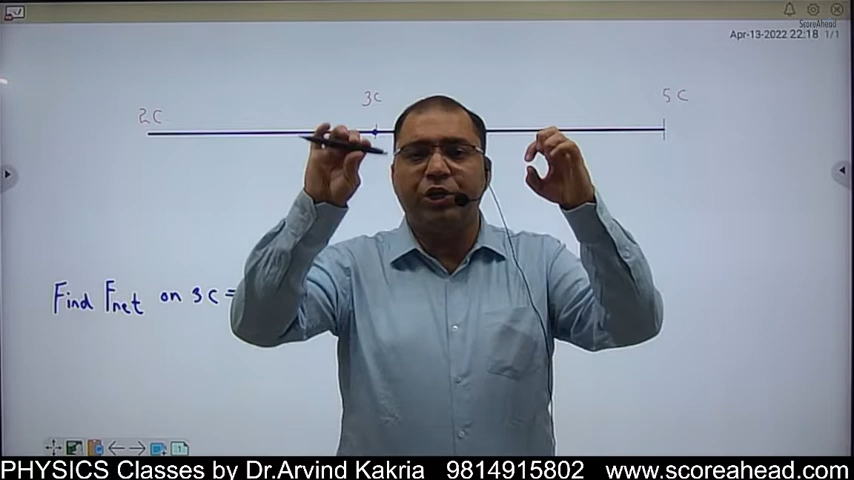 ScoreAhead
Apr-13-2022 22:18 1/1
2C 3C 5C
Find Fnet on 3C =
PHYSICS Classes by Dr.Arvind Kakria 9814915802 www.scoreahead.com